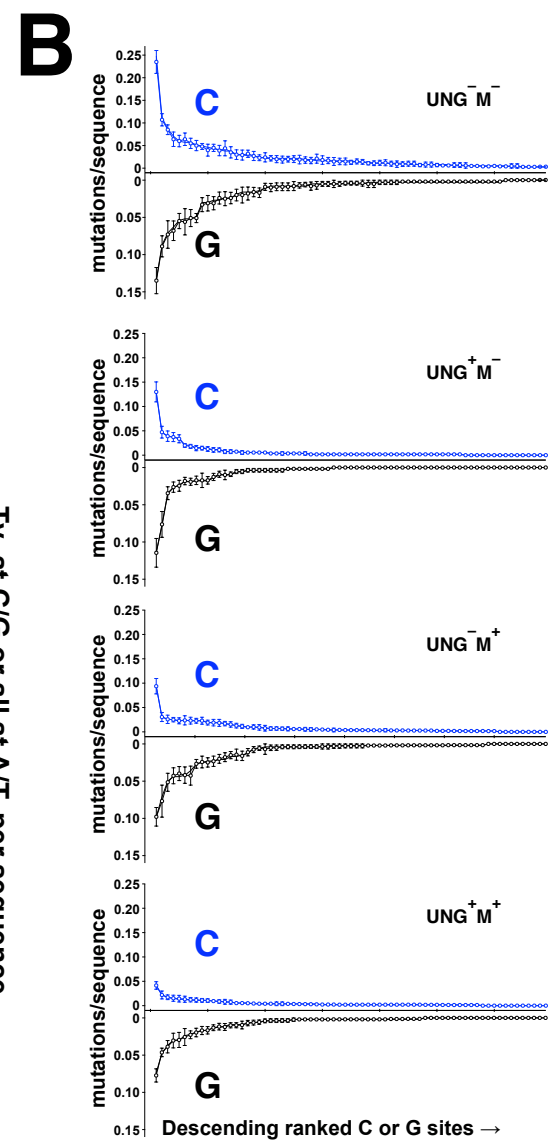 B
0.25
0.20
0.15
0.10
0.05
0
0
0.05
0.10
0.15
mutations/sequence
C
G
UNG⁻M⁻
0.25
0.20
0.15
0.10
0.05
0
0
0.05
0.10
0.15
mutations/sequence
C
G
UNG⁺M⁻
0.25
0.20
0.15
0.10
0.05
0
0
0.05
0.10
0.15
mutations/sequence
C
G
UNG⁻M⁺
0.25
0.20
0.15
0.10
0.05
0
0
0.05
0.10
0.15
mutations/sequence
C
G
UNG⁺M⁺
Descending ranked C or G sites →